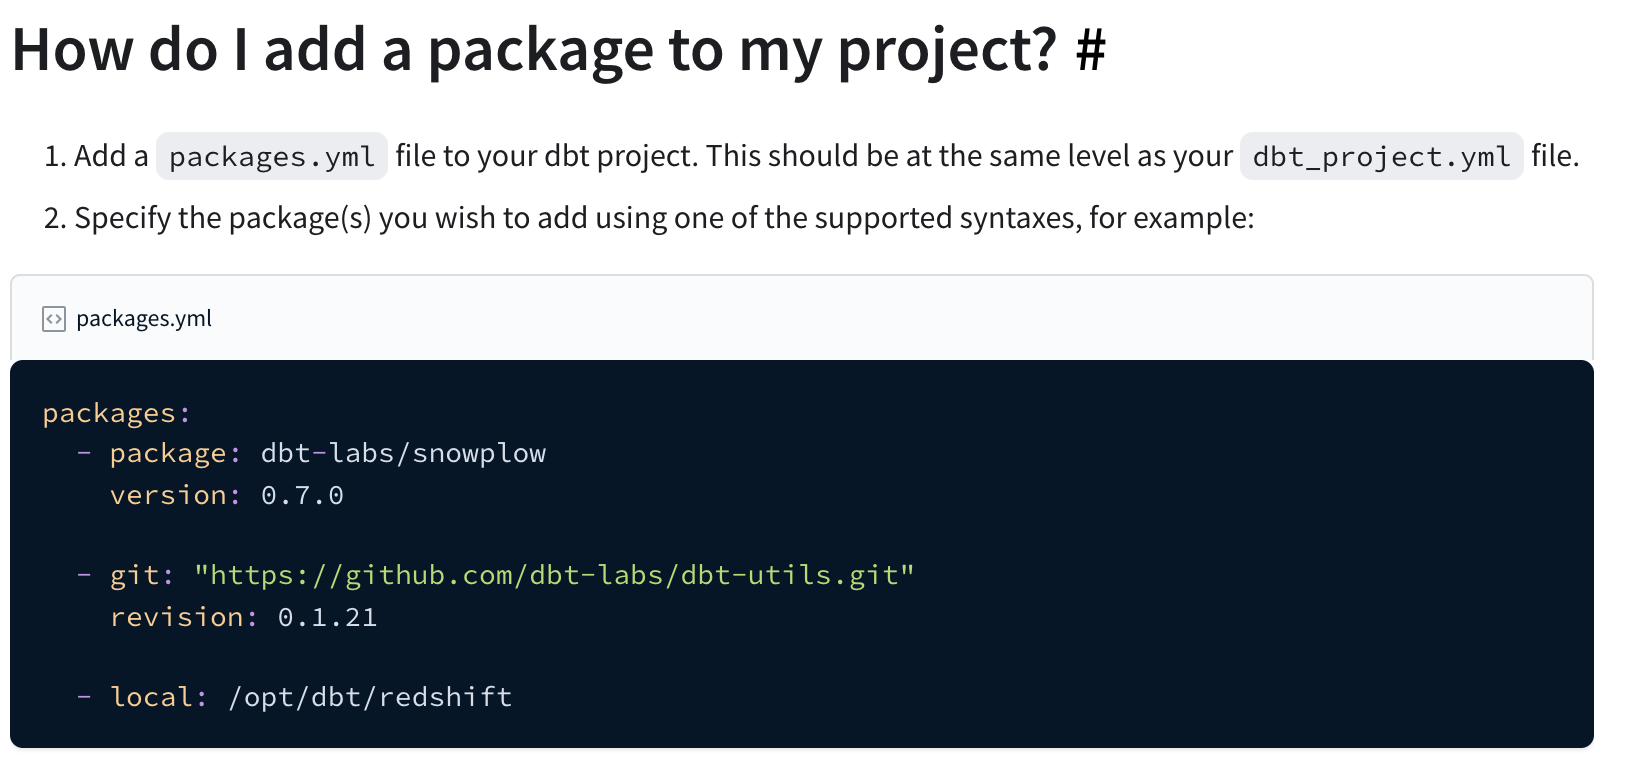 How do I add a package to my project? #
1. Add a packages.yml file to your dbt project. This should be at the same level as your dbt_project.yml file.
2. Specify the package(s) you wish to add using one of the supported syntaxes, for example:
<> packages.yml
packages:
  - package: dbt-labs/snowplow
    version: 0.7.0
  - git: "https://github.com/dbt-labs/dbt-utils.git"
    revision: 0.1.21
  - local: /opt/dbt/redshift